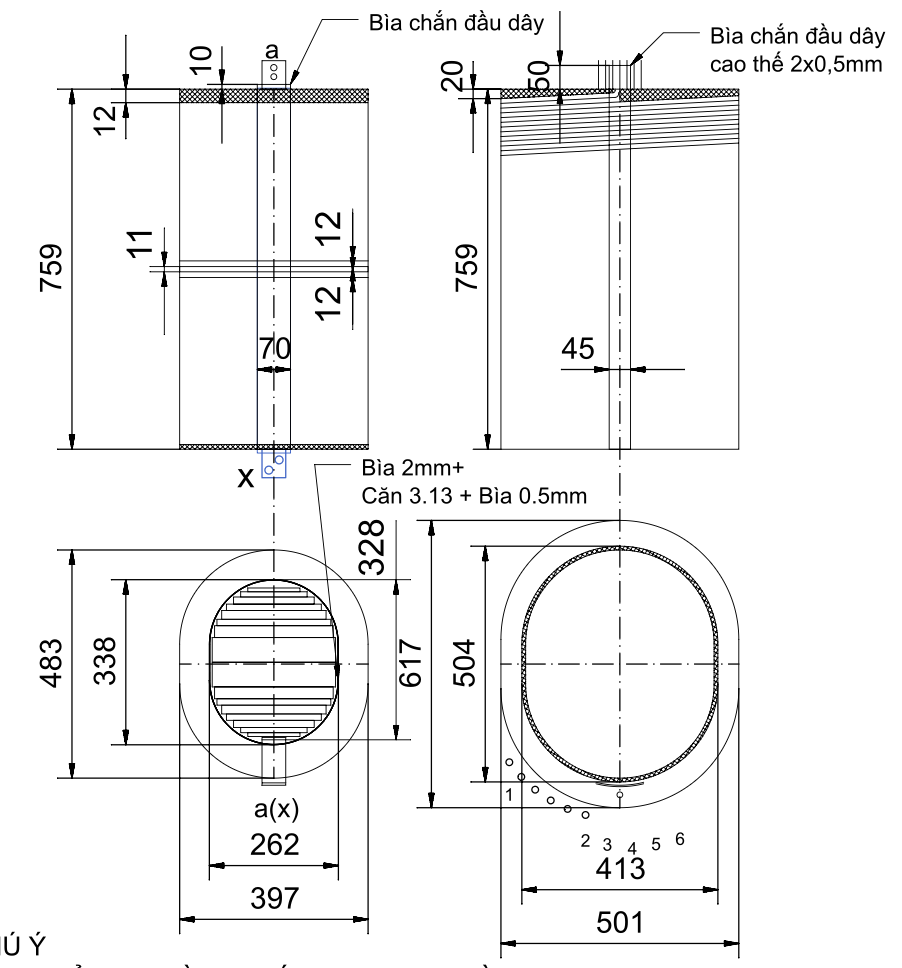 Bìa chắn đầu dây
a
10
12
759
11
12
12
70
x
Bìa chắn đầu dây
cao thế 2x0,5mm
20
50
759
45
Bìa 2mm+
Căn 3.13 + Bìa 0.5mm
483
338
328
a(x)
262
397
617
504
1
2 3 4 5 6
413
501
Ú Ý